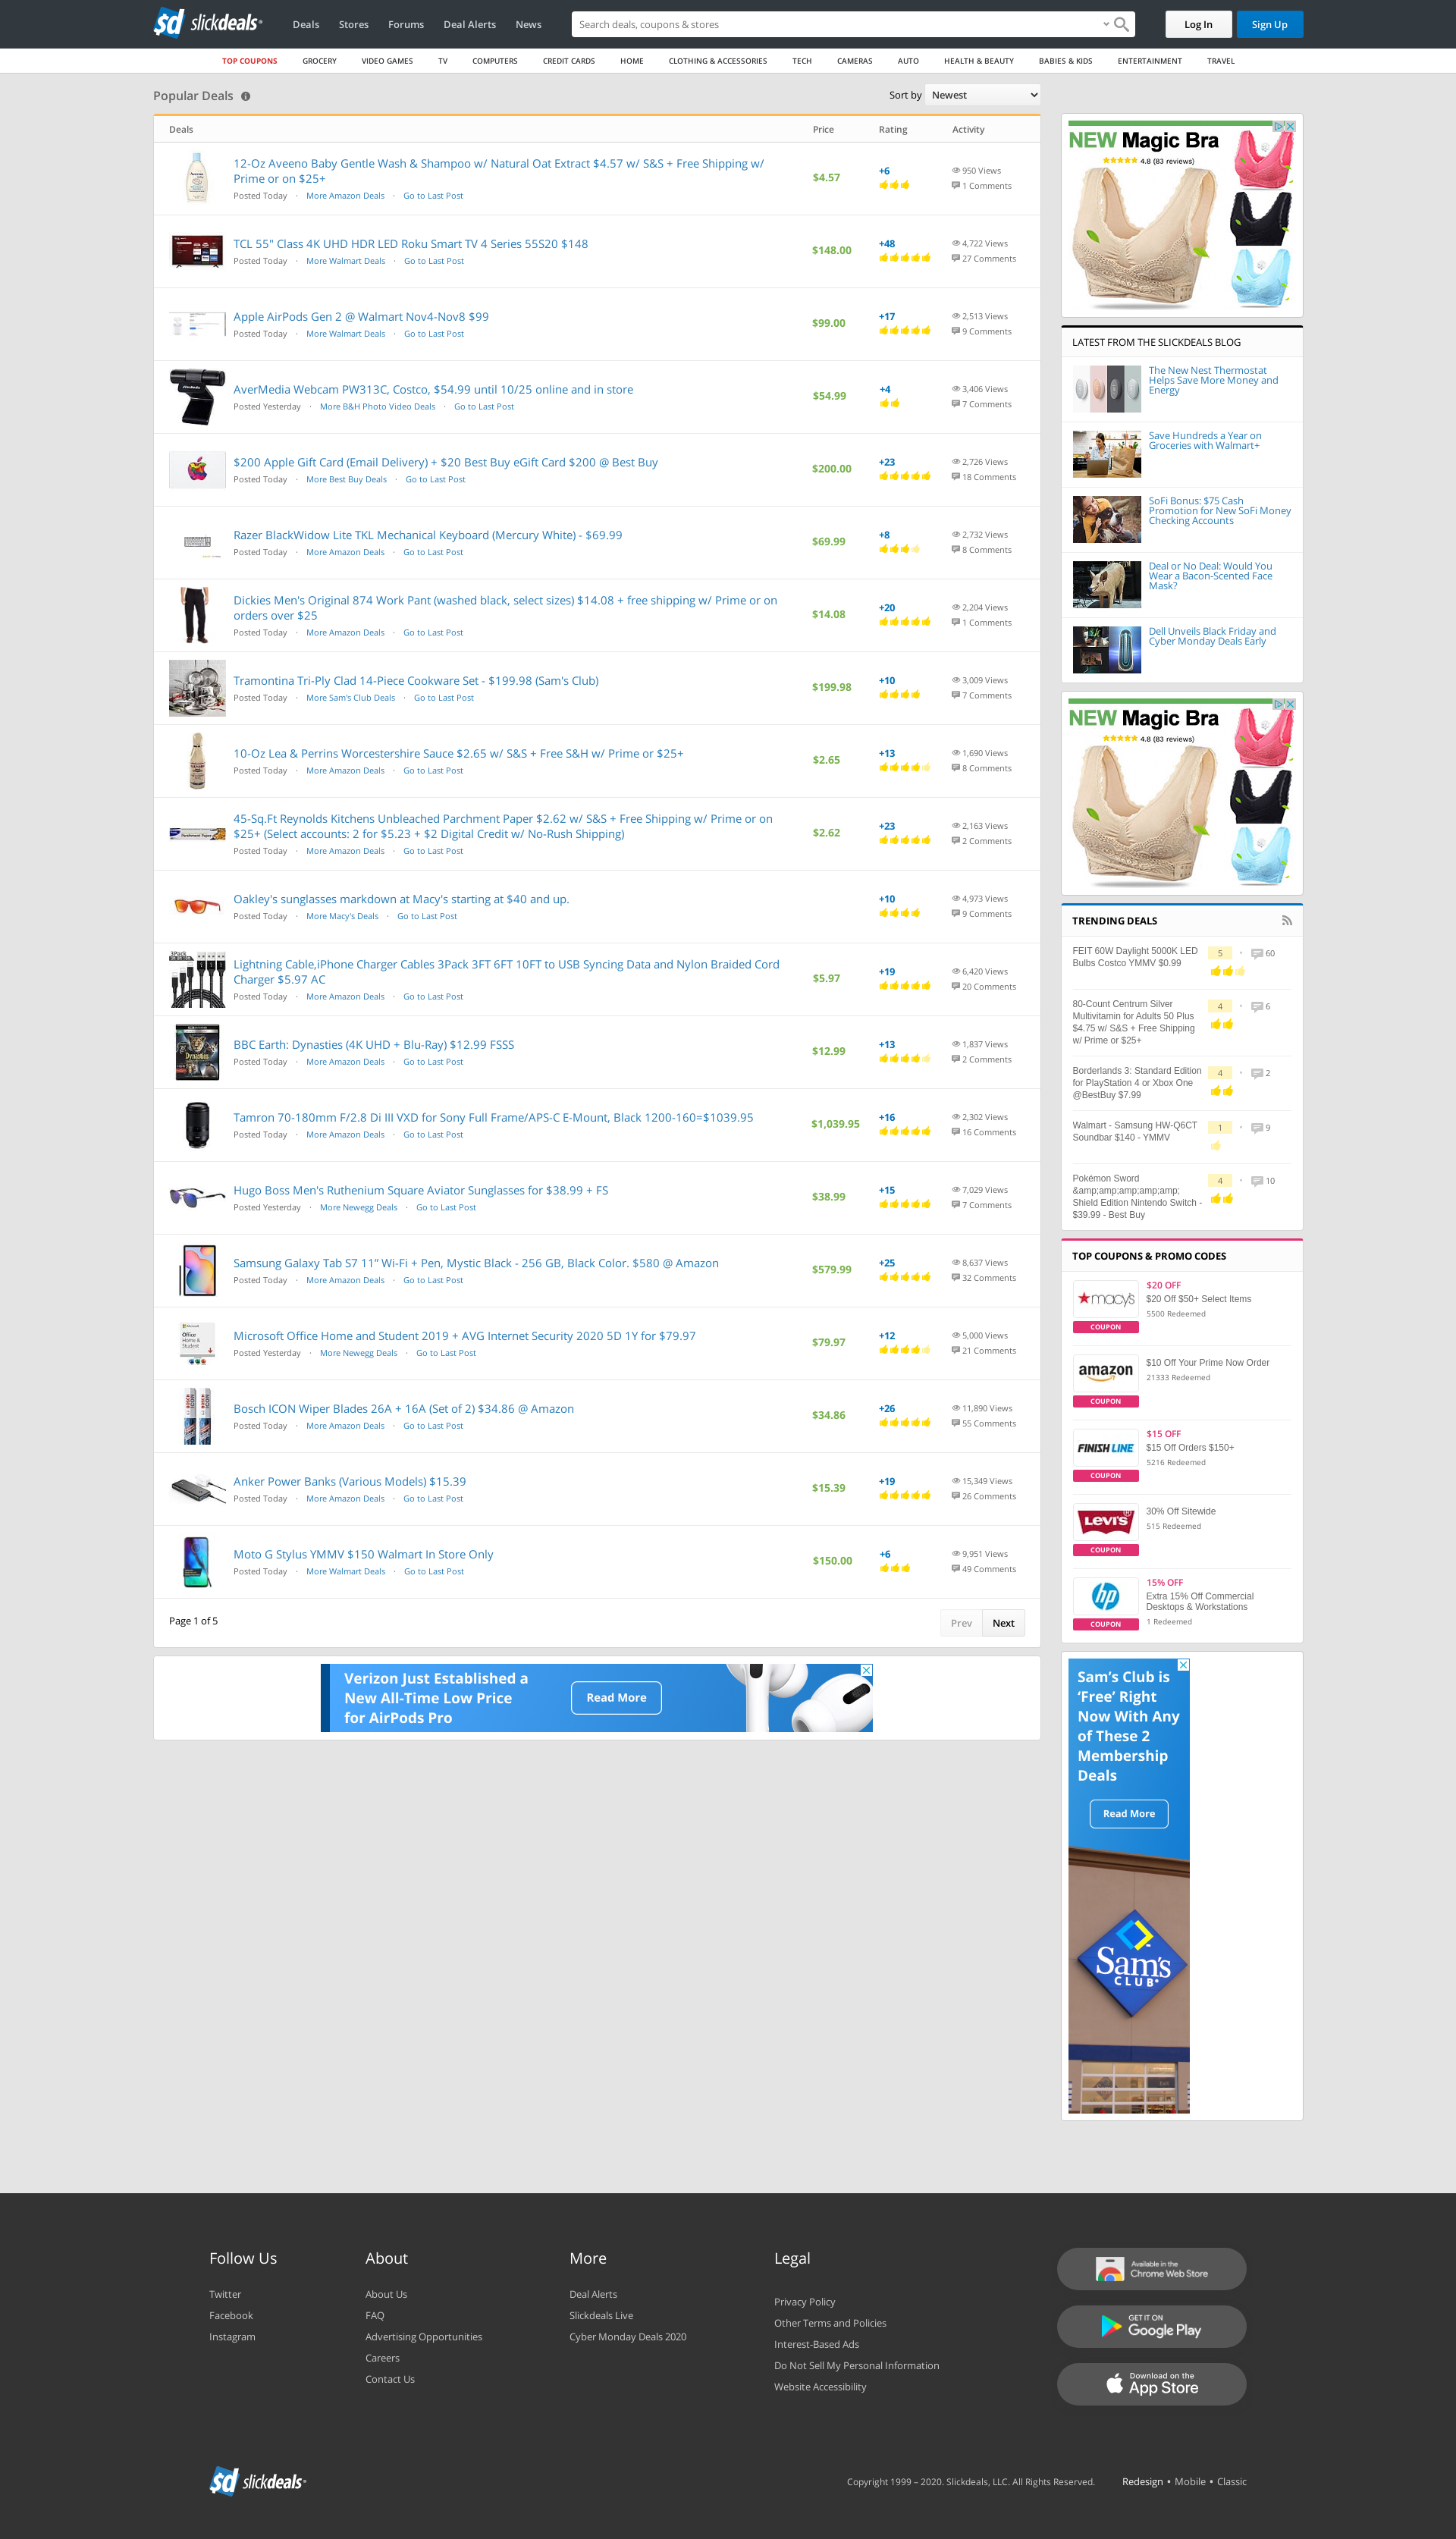 slickdeals
Deals
Stores
Forums
Deal Alerts
News
Search deals, coupons & stores
Log In
Sign Up
TOP COUPONS
GROCERY
VIDEO GAMES
TV
COMPUTERS
CREDIT CARDS
HOME
CLOTHING & ACCESSORIES
TECH
CAMERAS
AUTO
HEALTH & BEAUTY
BABIES & KIDS
ENTERTAINMENT
TRAVEL
Popular Deals
Sort by Newest
Deals Price Rating Activity
12-Oz Aveeno Baby Gentle Wash & Shampoo w/ Natural Oat Extract $4.57 w/ S&S + Free Shipping w/
Prime or on $25+
Posted Today · More Amazon Deals · Go to Last Post
$4.57
+6
950 Views
1 Comments
TCL 55" Class 4K UHD HDR LED Roku Smart TV 4 Series 55S20 $148
Posted Today · More Walmart Deals · Go to Last Post
$148.00
+48
4,722 Views
27 Comments
Apple AirPods Gen 2 @ Walmart Nov4-Nov8 $99
Posted Today · More Walmart Deals · Go to Last Post
$99.00
+17
2,513 Views
9 Comments
AverMedia Webcam PW313C, Costco, $54.99 until 10/25 online and in store
Posted Yesterday · More B&H Photo Video Deals · Go to Last Post
$54.99
+4
3,406 Views
7 Comments
$200 Apple Gift Card (Email Delivery) + $20 Best Buy eGift Card $200 @ Best Buy
Posted Today · More Best Buy Deals · Go to Last Post
$200.00
+23
2,726 Views
18 Comments
Razer BlackWidow Lite TKL Mechanical Keyboard (Mercury White) - $69.99
Posted Today · More Amazon Deals · Go to Last Post
$69.99
+8
2,732 Views
8 Comments
Dickies Men's Original 874 Work Pant (washed black, select sizes) $14.08 + free shipping w/ Prime or on
orders over $25
Posted Today · More Amazon Deals · Go to Last Post
$14.08
+20
2,204 Views
1 Comments
Tramontina Tri-Ply Clad 14-Piece Cookware Set - $199.98 (Sam's Club)
Posted Today · More Sam's Club Deals · Go to Last Post
$199.98
+10
3,009 Views
7 Comments
10-Oz Lea & Perrins Worcestershire Sauce $2.65 w/ S&S + Free S&H w/ Prime or $25+
Posted Today · More Amazon Deals · Go to Last Post
$2.65
+13
1,690 Views
8 Comments
45-Sq.Ft Reynolds Kitchens Unbleached Parchment Paper $2.62 w/ S&S + Free Shipping w/ Prime or on
$25+ (Select accounts: 2 for $5.23 + $2 Digital Credit w/ No-Rush Shipping)
Posted Today · More Amazon Deals · Go to Last Post
$2.62
+23
2,163 Views
2 Comments
Oakley's sunglasses markdown at Macy's starting at $40 and up.
Posted Today · More Macy's Deals · Go to Last Post
+10
4,973 Views
9 Comments
3Pack
Lightning Cable,iPhone Charger Cables 3Pack 3FT 6FT 10FT to USB Syncing Data and Nylon Braided Cord
Charger $5.97 AC
Posted Today · More Amazon Deals · Go to Last Post
$5.97
+19
6,420 Views
20 Comments
BBC Earth: Dynasties (4K UHD + Blu-Ray) $12.99 FSSS
Posted Today · More Amazon Deals · Go to Last Post
$12.99
+13
1,837 Views
2 Comments
Tamron 70-180mm F/2.8 Di III VXD for Sony Full Frame/APS-C E-Mount, Black 1200-160=$1039.95
Posted Today · More Amazon Deals · Go to Last Post
$1,039.95
+16
2,302 Views
16 Comments
Hugo Boss Men's Ruthenium Square Aviator Sunglasses for $38.99 + FS
Posted Yesterday · More Newegg Deals · Go to Last Post
$38.99
+15
7,029 Views
7 Comments
Samsung Galaxy Tab S7 11” Wi-Fi + Pen, Mystic Black - 256 GB, Black Color. $580 @ Amazon
Posted Today · More Amazon Deals · Go to Last Post
$579.99
+25
8,637 Views
32 Comments
Microsoft Office Home and Student 2019 + AVG Internet Security 2020 5D 1Y for $79.97
Posted Yesterday · More Newegg Deals · Go to Last Post
$79.97
+12
5,000 Views
21 Comments
Bosch ICON Wiper Blades 26A + 16A (Set of 2) $34.86 @ Amazon
Posted Today · More Amazon Deals · Go to Last Post
$34.86
+26
11,890 Views
55 Comments
Anker Power Banks (Various Models) $15.39
Posted Today · More Amazon Deals · Go to Last Post
$15.39
+19
15,349 Views
26 Comments
Moto G Stylus YMMV $150 Walmart In Store Only
Posted Today · More Walmart Deals · Go to Last Post
$150.00
+6
9,951 Views
49 Comments
Page 1 of 5
Prev
Next
Verizon Just Established a
New All-Time Low Price
for AirPods Pro
Read More
NEW Magic Bra
4.8 (83 reviews)
LATEST FROM THE SLICKDEALS BLOG
The New Nest Thermostat
Helps Save More Money and
Energy
Save Hundreds a Year on
Groceries with Walmart+
SoFi Bonus: $75 Cash
Promotion for New SoFi Money
Checking Accounts
Deal or No Deal: Would You
Wear a Bacon-Scented Face
Mask?
Dell Unveils Black Friday and
Cyber Monday Deals Early
NEW Magic Bra
4.8 (83 reviews)
TRENDING DEALS
FEIT 60W Daylight 5000K LED
Bulbs Costco YMMV $0.99
5 • 60
80-Count Centrum Silver
Multivitamin for Adults 50 Plus
$4.75 w/ S&S + Free Shipping
w/ Prime or $25+
4 • 6
Borderlands 3: Standard Edition
for PlayStation 4 or Xbox One
@BestBuy $7.99
4 • 2
Walmart - Samsung HW-Q6CT
Soundbar $140 - YMMV
1 • 9
Pokémon Sword
&amp;amp;amp;amp;amp;
Shield Edition Nintendo Switch -
$39.99 - Best Buy
4 • 10
TOP COUPONS & PROMO CODES
macy's
COUPON
$20 OFF
$20 Off $50+ Select Items
5500 Redeemed
amazon
COUPON
$10 Off Your Prime Now Order
21333 Redeemed
FINISH LINE
COUPON
$15 OFF
$15 Off Orders $150+
5216 Redeemed
LEVI'S
COUPON
30% Off Sitewide
515 Redeemed
hp
COUPON
15% OFF
Extra 15% Off Commercial
Desktops & Workstations
1 Redeemed
Sam's Club is
'Free' Right
Now With Any
of These 2
Membership
Deals
Read More
Sam's
CLUB
Follow Us
Twitter
Facebook
Instagram
About
About Us
FAQ
Advertising Opportunities
Careers
Contact Us
More
Deal Alerts
Slickdeals Live
Cyber Monday Deals 2020
Legal
Privacy Policy
Other Terms and Policies
Interest-Based Ads
Do Not Sell My Personal Information
Website Accessibility
Available in the
Chrome Web Store
GET IT ON
Google Play
Download on the
App Store
slickdeals
Copyright 1999 – 2020. Slickdeals, LLC. All Rights Reserved.
Redesign • Mobile • Classic